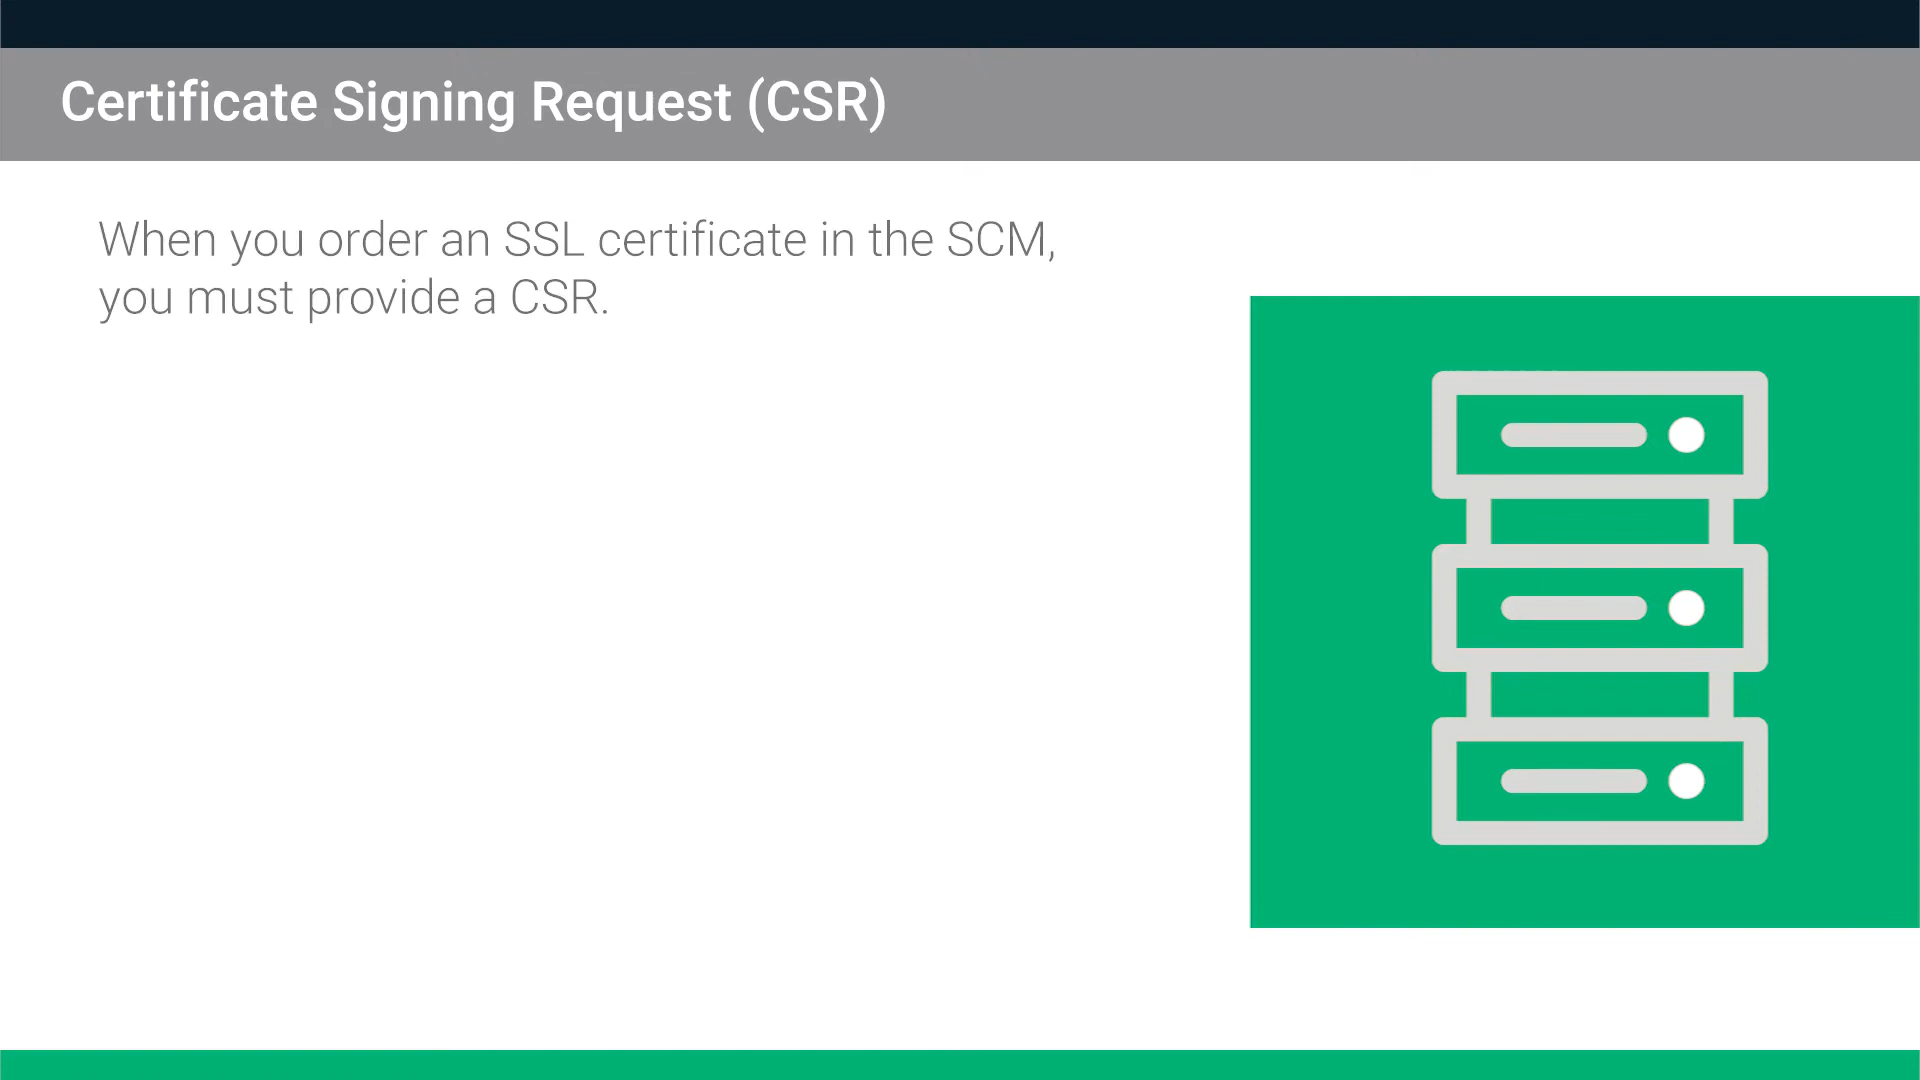 Certificate Signing Request (CSR)
When you order an SSL certificate in the SCM,
you must provide a CSR.